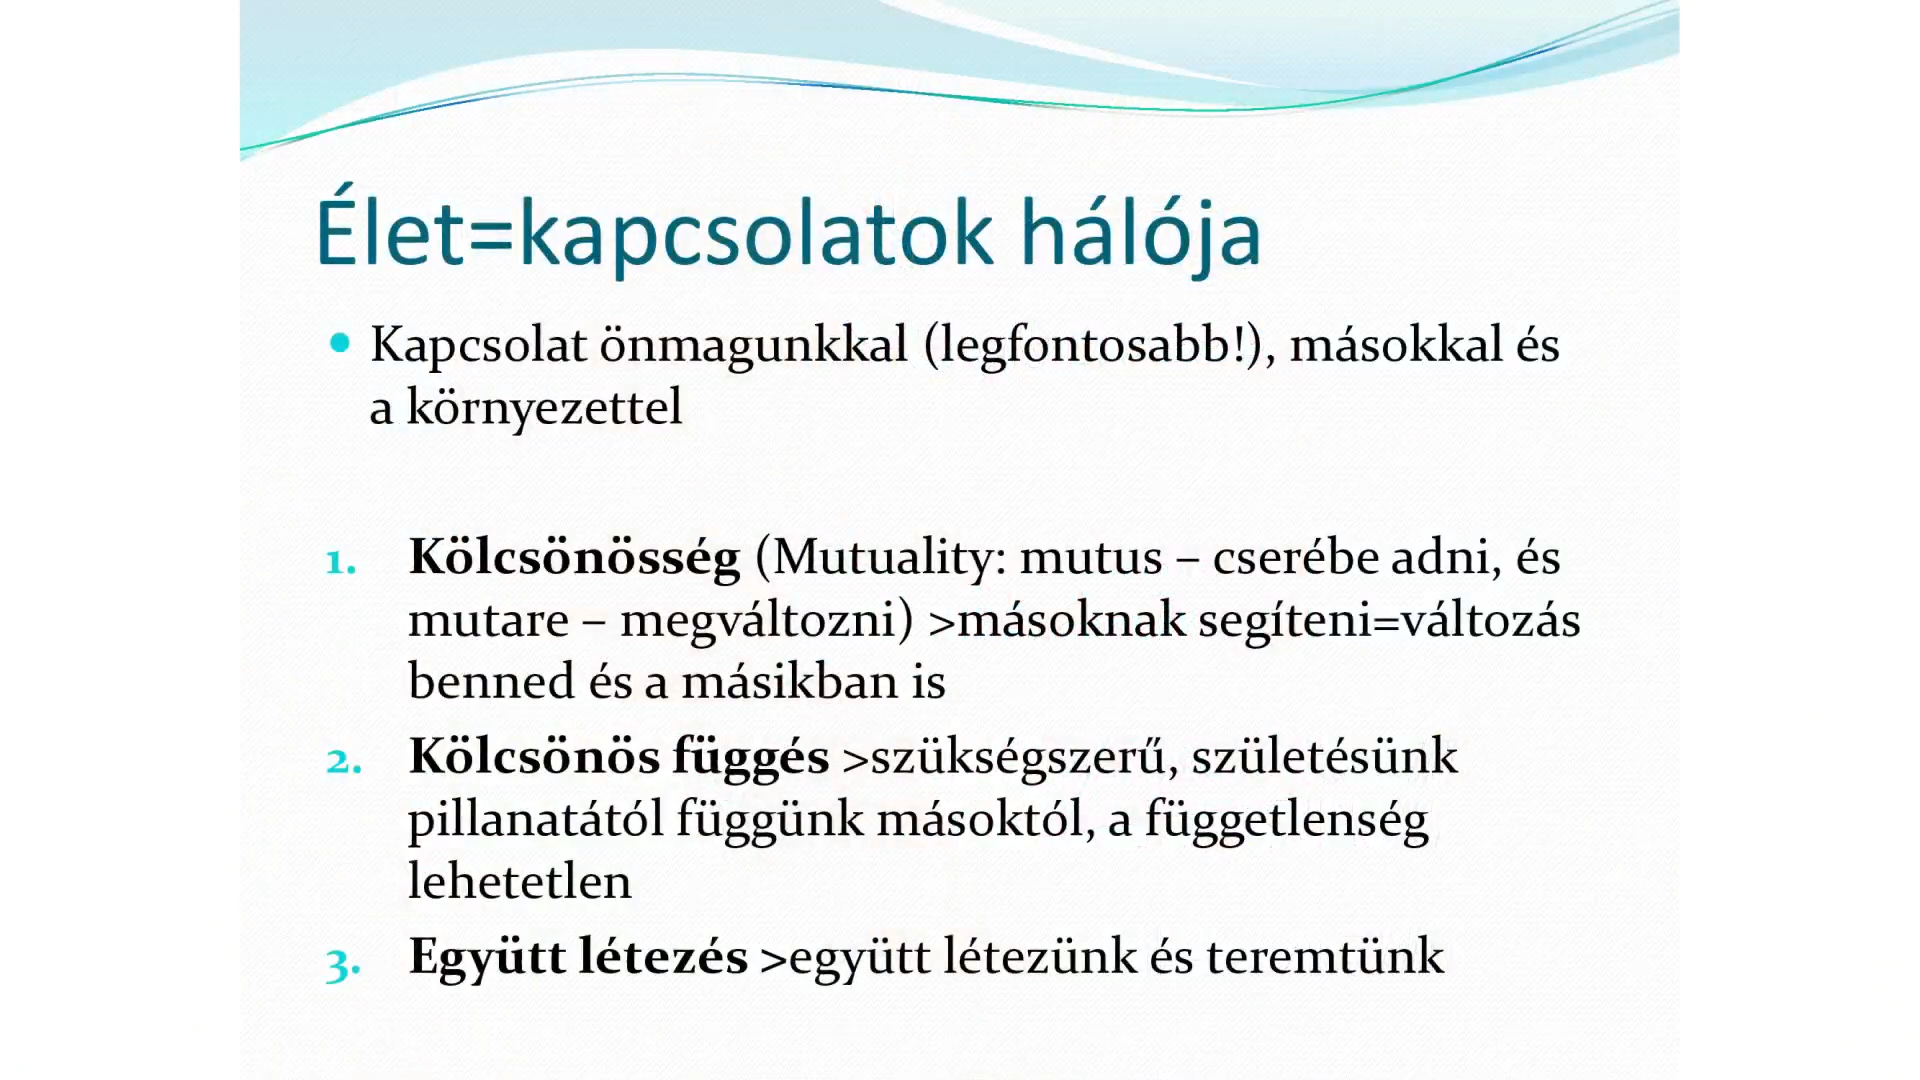 Élet=kapcsolatok hálója
• Kapcsolat önmagunkkal (legfontosabb!), másokkal és
a környezettel
1. Kölcsönösség (Mutuality: mutus – cserébe adni, és
mutare – megváltozni) >másoknak segíteni=változás
benned és a másikban is
2. Kölcsönös függés >szükségszerű, születésünk
pillanatától függünk másoktól, a függetlenség
lehetetlen
3. Együtt létezés >együtt létezünk és teremtünk